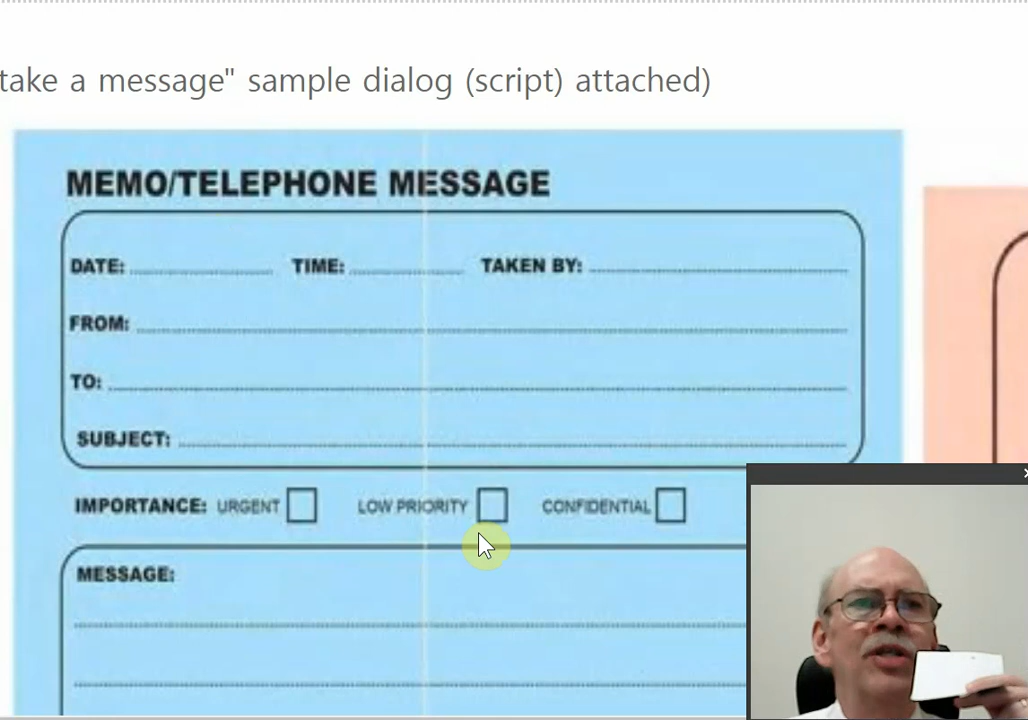 take a message" sample dialog (script) attached)
MEMO/TELEPHONE MESSAGE
DATE: TIME: TAKEN BY:
FROM:
TO:
SUBJECT:
IMPORTANCE: URGENT LOW PRIORITY CONFIDENTIAL
MESSAGE: